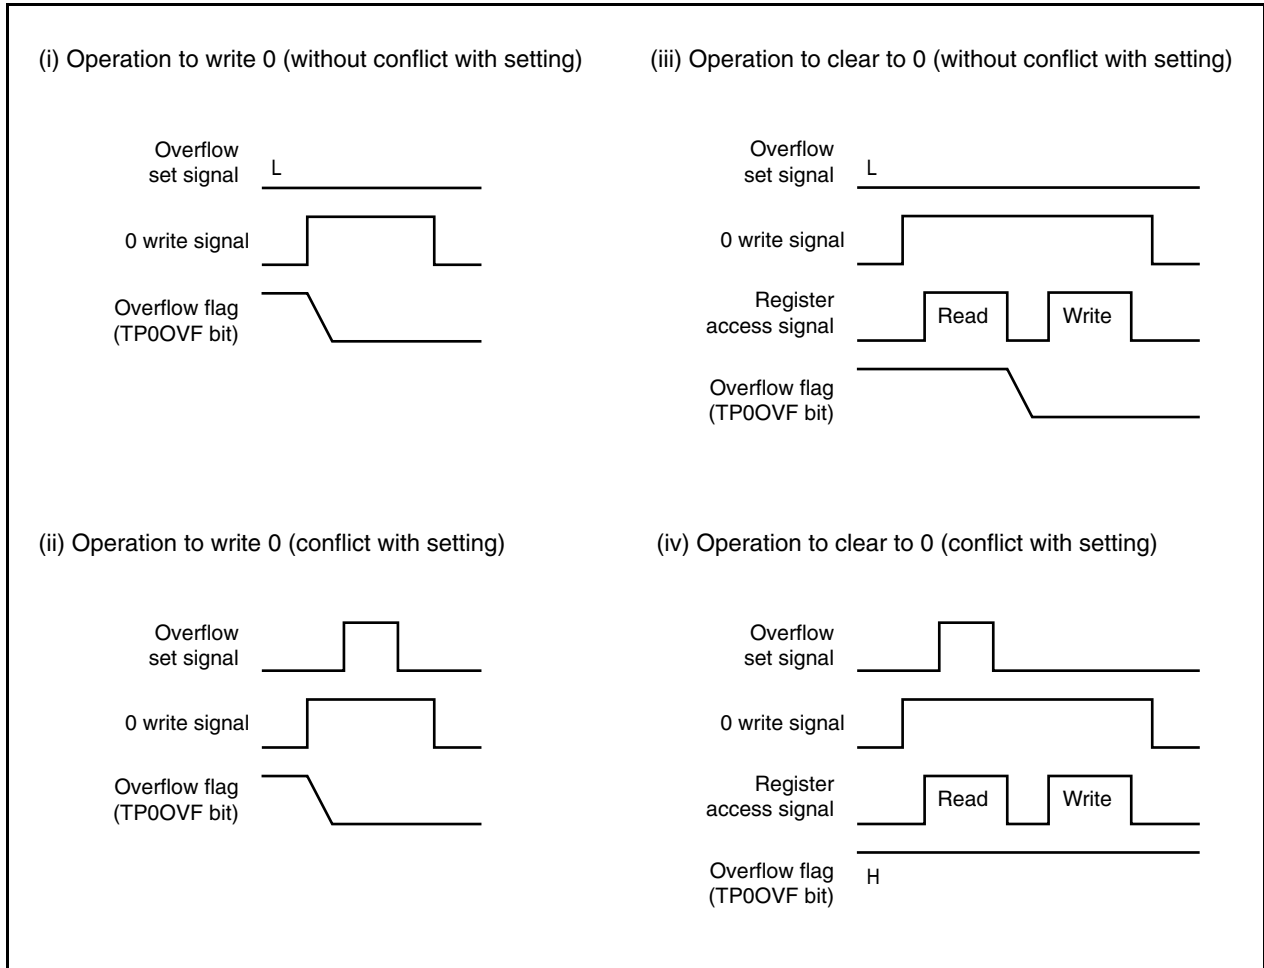 (i) Operation to write 0 (without conflict with setting)
Overflow
set signal
L
0 write signal
Overflow flag
(TP0OVF bit)
(iii) Operation to clear to 0 (without conflict with setting)
Overflow
set signal
L
0 write signal
Register
access signal
Read
Write
Overflow flag
(TP0OVF bit)
(ii) Operation to write 0 (conflict with setting)
Overflow
set signal
0 write signal
Overflow flag
(TP0OVF bit)
(iv) Operation to clear to 0 (conflict with setting)
Overflow
set signal
0 write signal
Register
access signal
Read
Write
Overflow flag
(TP0OVF bit)
H